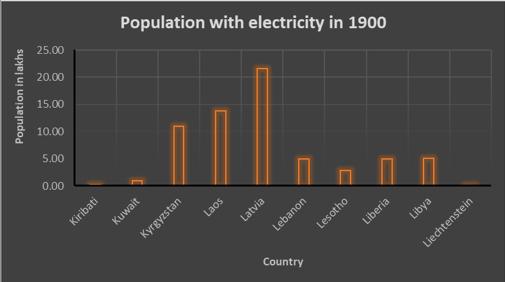 Population with electricity in 1900
Population in lakhs
25.00
20.00
15.00
10.00
5.00
0.00
Kiribati
Kuwait
Kyrgyzstan
Laos
Latvia
Lebanon
Lesotho
Liberia
Libya
Liechtenstein
Country